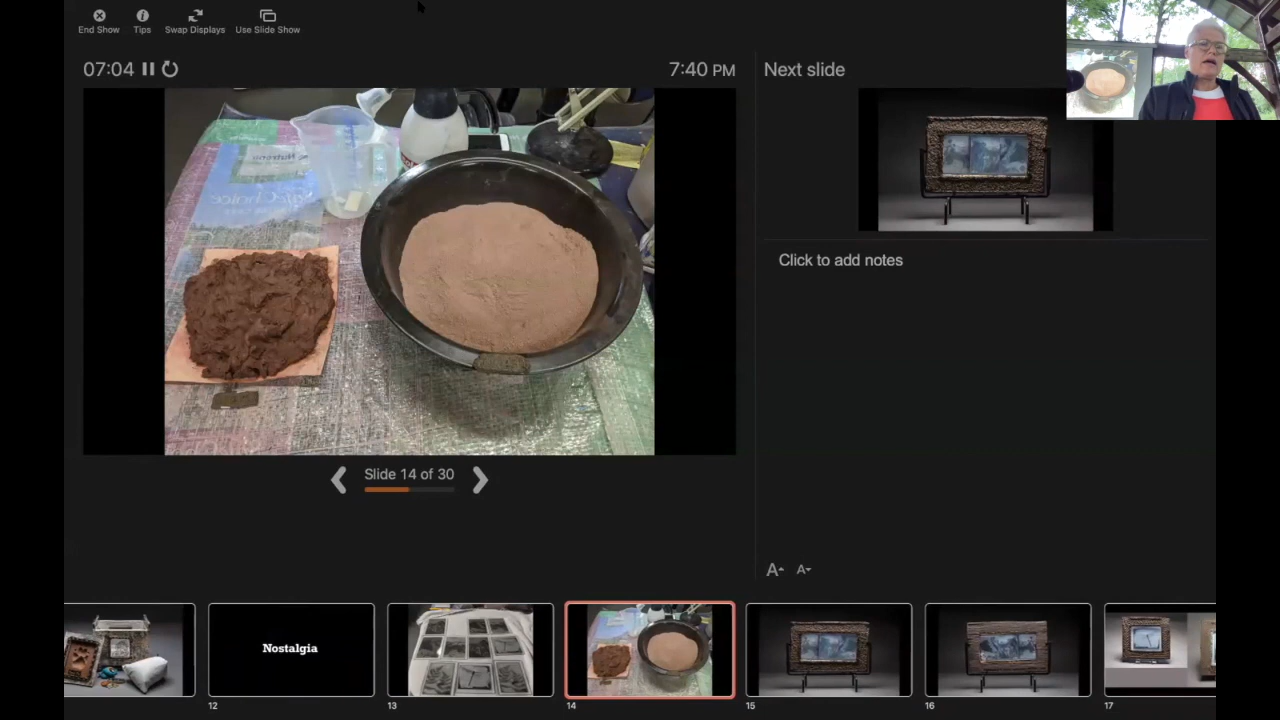 End Show Tips Swap Displays Use Slide Show
07:04 7:40 PM Next slide
Click to add notes
Slide 14 of 30
A A
Nostalgia
12 13 14 15 16 17